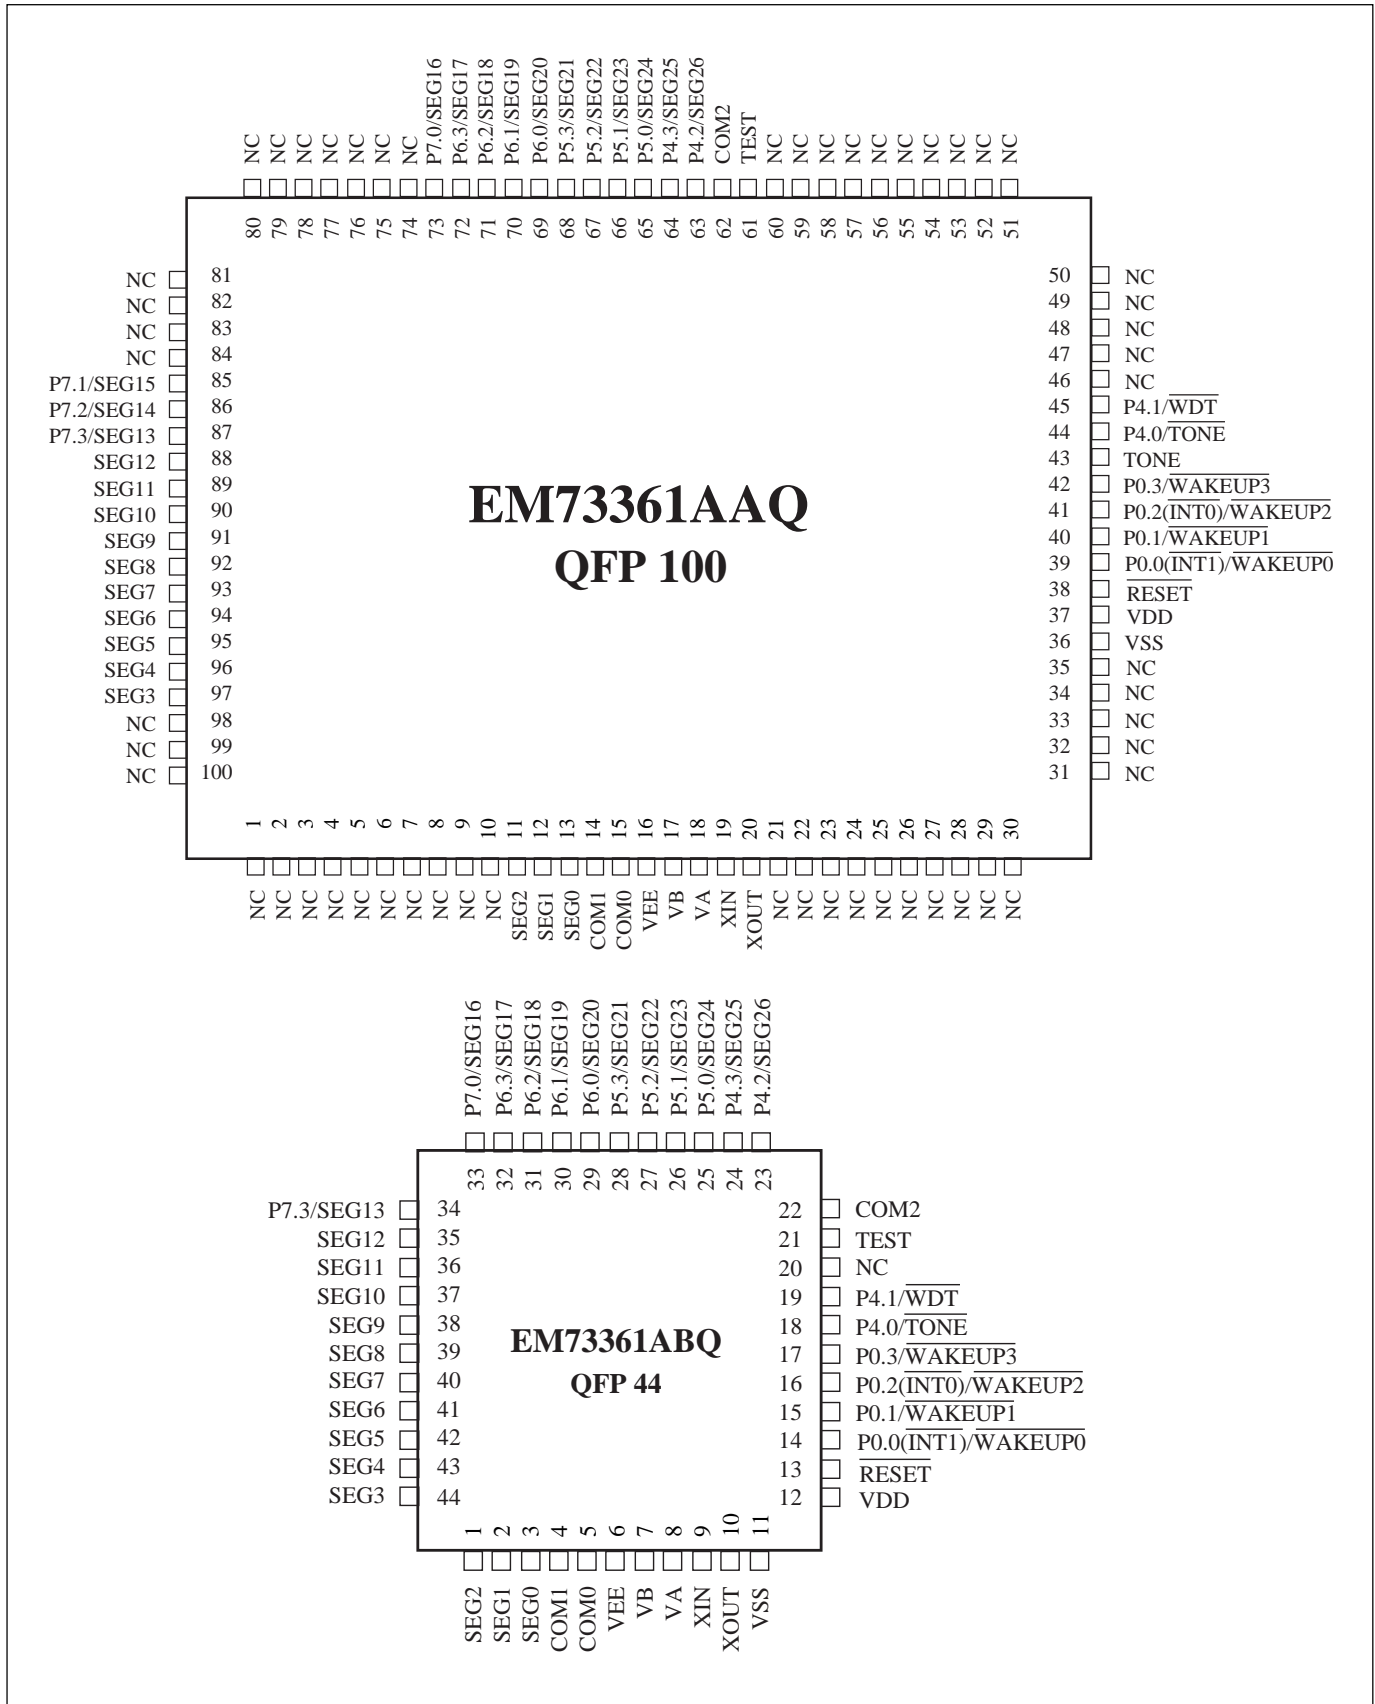 P7.0/SEG16
P6.3/SEG17
P6.2/SEG18
P6.1/SEG19
P6.0/SEG20
P5.3/SEG21
P5.2/SEG22
P5.1/SEG23
P5.0/SEG24
P4.3/SEG25
P4.2/SEG26
NC NC NC NC NC NC NC COM2 TEST NC NC NC NC NC NC NC NC NC NC
80 79 78 77 76 75 74 73 72 71 70 69 68 67 66 65 64 63 62 61 60 59 58 57 56 55 54 53 52 51
NC 81 50 NC
NC 82 49 NC
NC 83 48 NC
NC 84 47 NC
P7.1/SEG15 85 46 NC
P7.2/SEG14 86 45 P4.1/WDT
P7.3/SEG13 87 44 P4.0/TONE
SEG12 88 43 TONE
SEG11 89 42 P0.3/WAKEUP3
SEG10 90 41 P0.2(INT0)/WAKEUP2
SEG9 91 40 P0.1/WAKEUP1
SEG8 92 39 P0.0(INT1)/WAKEUP0
SEG7 93 38 RESET
SEG6 94 37 VDD
SEG5 95 36 VSS
SEG4 96 35 NC
SEG3 97 34 NC
NC 98 33 NC
NC 99 32 NC
NC 100 31 NC
EM73361AAQ
QFP 100
1 2 3 4 5 6 7 8 9 10 11 12 13 14 15 16 17 18 19 20 21 22 23 24 25 26 27 28 29 30
NC NC NC NC NC NC NC NC NC NC SEG2 SEG1 SEG0 COM1 COM0 VEE VB VA XIN XOUT NC NC NC NC NC NC NC NC NC NC
P7.0/SEG16
P6.3/SEG17
P6.2/SEG18
P6.1/SEG19
P6.0/SEG20
P5.3/SEG21
P5.2/SEG22
P5.1/SEG23
P5.0/SEG24
P4.3/SEG25
P4.2/SEG26
33 32 31 30 29 28 27 26 25 24 23
P7.3/SEG13 34 22 COM2
SEG12 35 21 TEST
SEG11 36 20 NC
SEG10 37 19 P4.1/WDT
SEG9 38 18 P4.0/TONE
SEG8 39 17 P0.3/WAKEUP3
SEG7 40 16 P0.2(INT0)/WAKEUP2
SEG6 41 15 P0.1/WAKEUP1
SEG5 42 14 P0.0(INT1)/WAKEUP0
SEG4 43 13 RESET
SEG3 44 12 VDD
EM73361ABQ
QFP 44
1 2 3 4 5 6 7 8 9 10 11
SEG2 SEG1 SEG0 COM1 COM0 VEE VB VA XIN XOUT VSS